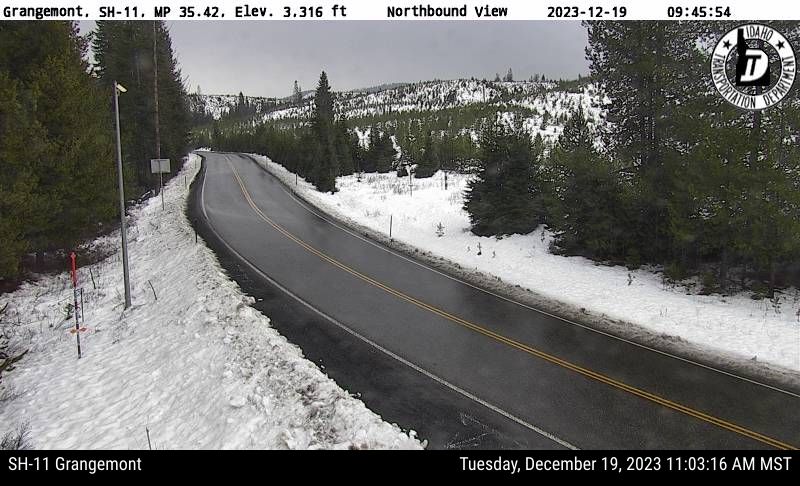 Grangemont, SH-11, MP 35.42, Elev. 3,316 ft Northbound View 2023-12-19 09:45:54
IDAHO
TRANSPORTATION DEPARTMENT
SH-11 Grangemont Tuesday, December 19, 2023 11:03:16 AM MST